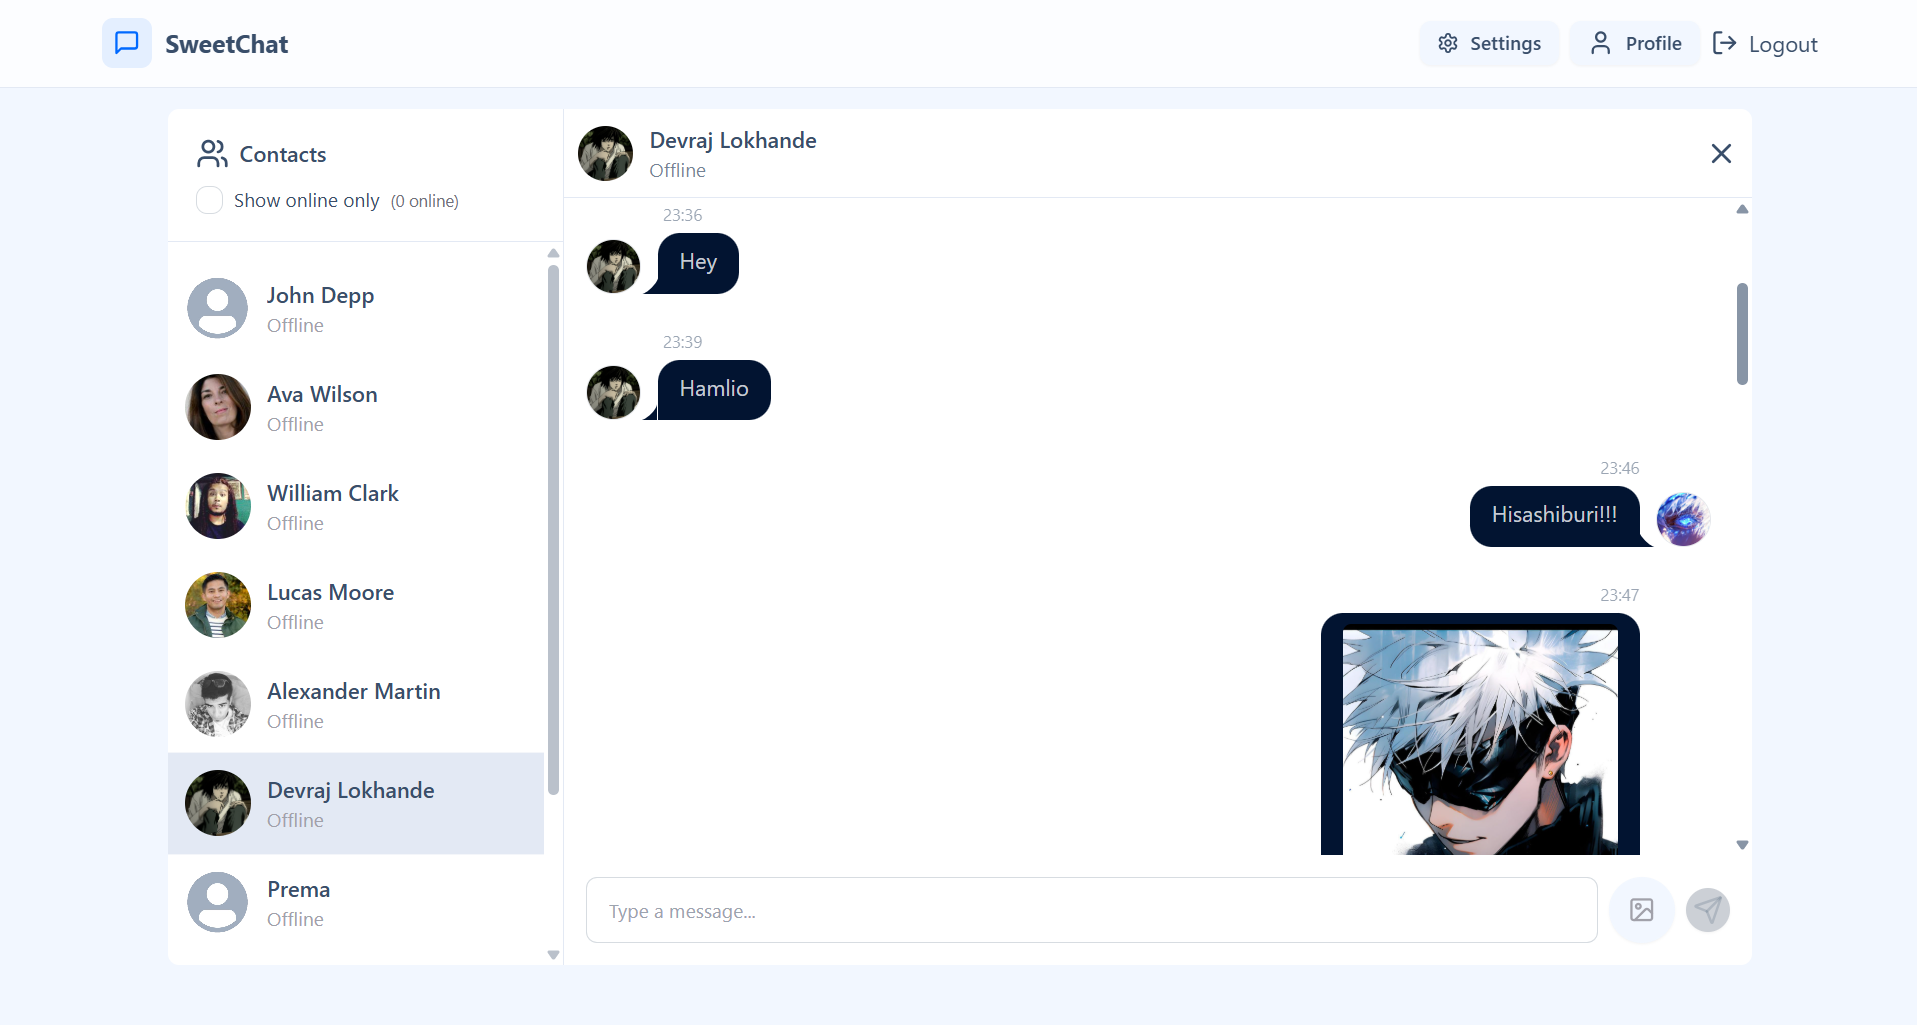 SweetChat
Settings
Profile
Logout
Contacts
Show online only (0 online)
John Depp
Offline
Ava Wilson
Offline
William Clark
Offline
Lucas Moore
Offline
Alexander Martin
Offline
Devraj Lokhande
Offline
Prema
Offline
Devraj Lokhande
Offline
23:36
Hey
23:39
Hamlio
23:46
Hisashiburi!!!
23:47
Type a message...